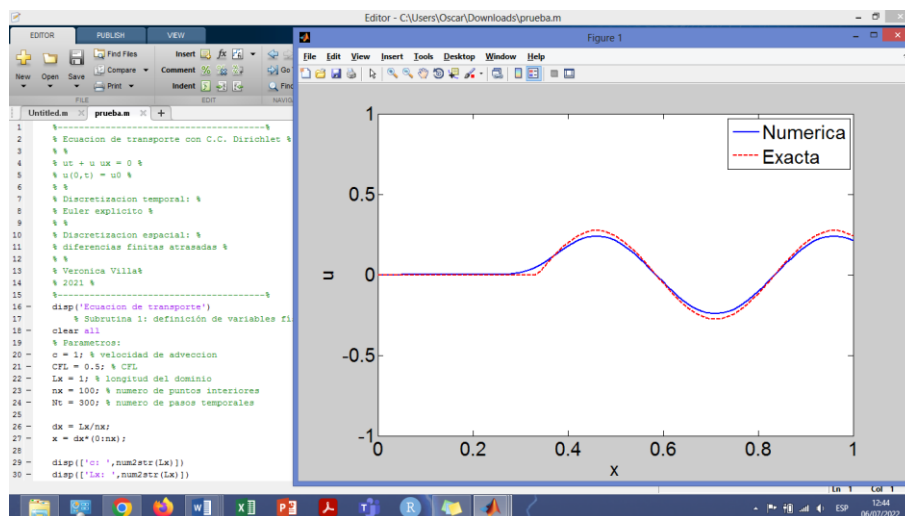 Editor - C:\Users\Oscar\Downloads\prueba.m
EDITOR PUBLISH VIEW
New Open Save
Find Files
Compare
Print
Insert fx
Comment %
Indent
Go
Find
FILE EDIT NAVIG
Untitled.m × prueba.m × +
1 %---------------------------------------%
2 % Ecuacion de transporte con C.C. Dirichlet %
3 % %
4 % ut + u ux = 0 %
5 % u(0,t) = u0 %
6 % %
7 % Discretizacion temporal: %
8 % Euler explicito %
9 % %
10 % Discretizacion espacial: %
11 % diferencias finitas atrasadas %
12 % %
13 % Veronica Villa%
14 % 2021 %
15 %---------------------------------------%
16 - disp('Ecuacion de transporte')
17 % Subrutina 1: definición de variables fi
18 - clear all
19 % Parametros:
20 - c = 1; % velocidad de adveccion
21 - CFL = 0.5; % CFL
22 - Lx = 1; % longitud del dominio
23 - nx = 100; % numero de puntos interiores
24 - Nt = 300; % numero de pasos temporales
25
26 - dx = Lx/nx;
27 - x = dx*(0:nx);
28
29 - disp(['c: ',num2str(Lx)])
30 - disp(['Lx: ',num2str(Lx)])
Figure 1
File Edit View Insert Tools Desktop Window Help
Numerica
Exacta
1
0.5
0
-0.5
-1
u
0 0.2 0.4 0.6 0.8 1
x
Ln 1 Col 1
ESP
12:44
06/07/2022